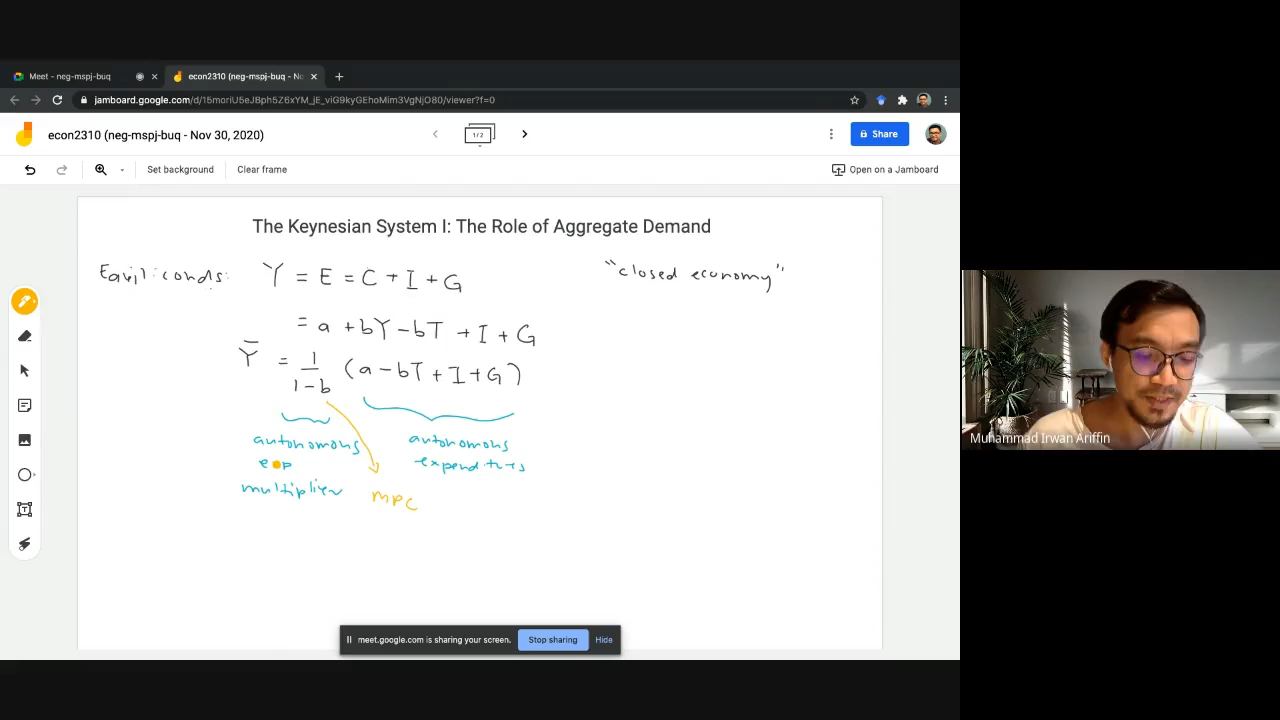 Meet - neg-mspj-buq
econ2310 (neg-mspj-buq - No
jamboard.google.com/d/15moriU5eJBph5Z6xYM_jE_viG9kyGEhoMim3VgNjO80/viewer?f=0
econ2310 (neg-mspj-buq - Nov 30, 2020)
1/2
Share
Set background
Clear frame
Open on a Jamboard
The Keynesian System I: The Role of Aggregate Demand
Equil. conds: Y = E = C + I + G
"closed economy"
= a + bY - bT + I + G
Ȳ = 1/(1-b) (a - bT + I + G)
autonomous
exp
multiplier
autonomous
expenditures
MPC
meet.google.com is sharing your screen.
Stop sharing
Hide
Muhammad Irwan Ariffin